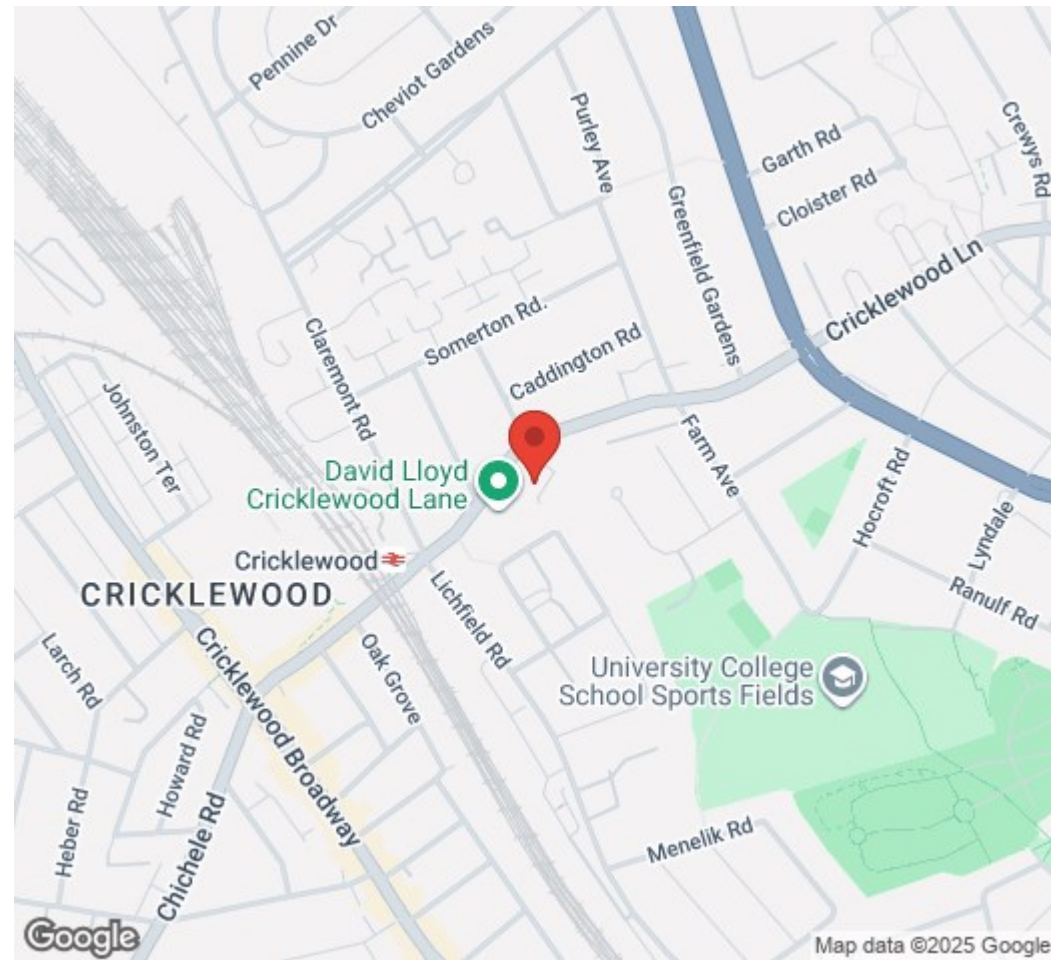 Pennine Dr
Cheviot Gardens
Purley Ave
Garth Rd
Crewys Rd
Cloister Rd
Greenfield Gardens
Cricklewood Ln
Claremont Rd
Somerton Rd.
Caddington Rd
Johnston Ter
Farm Ave
David Lloyd
Cricklewood Lane
Hocroft Rd
Lyndale
Cricklewood
CRICKLEWOOD
Lichfield Rd
Ranulf Rd
Larch Rd
Oak Grove
University College
School Sports Fields
Cricklewood Broadway
Howard Rd
Heber Rd
Chichele Rd
Menelik Rd
Google
Map data ©2025 Google